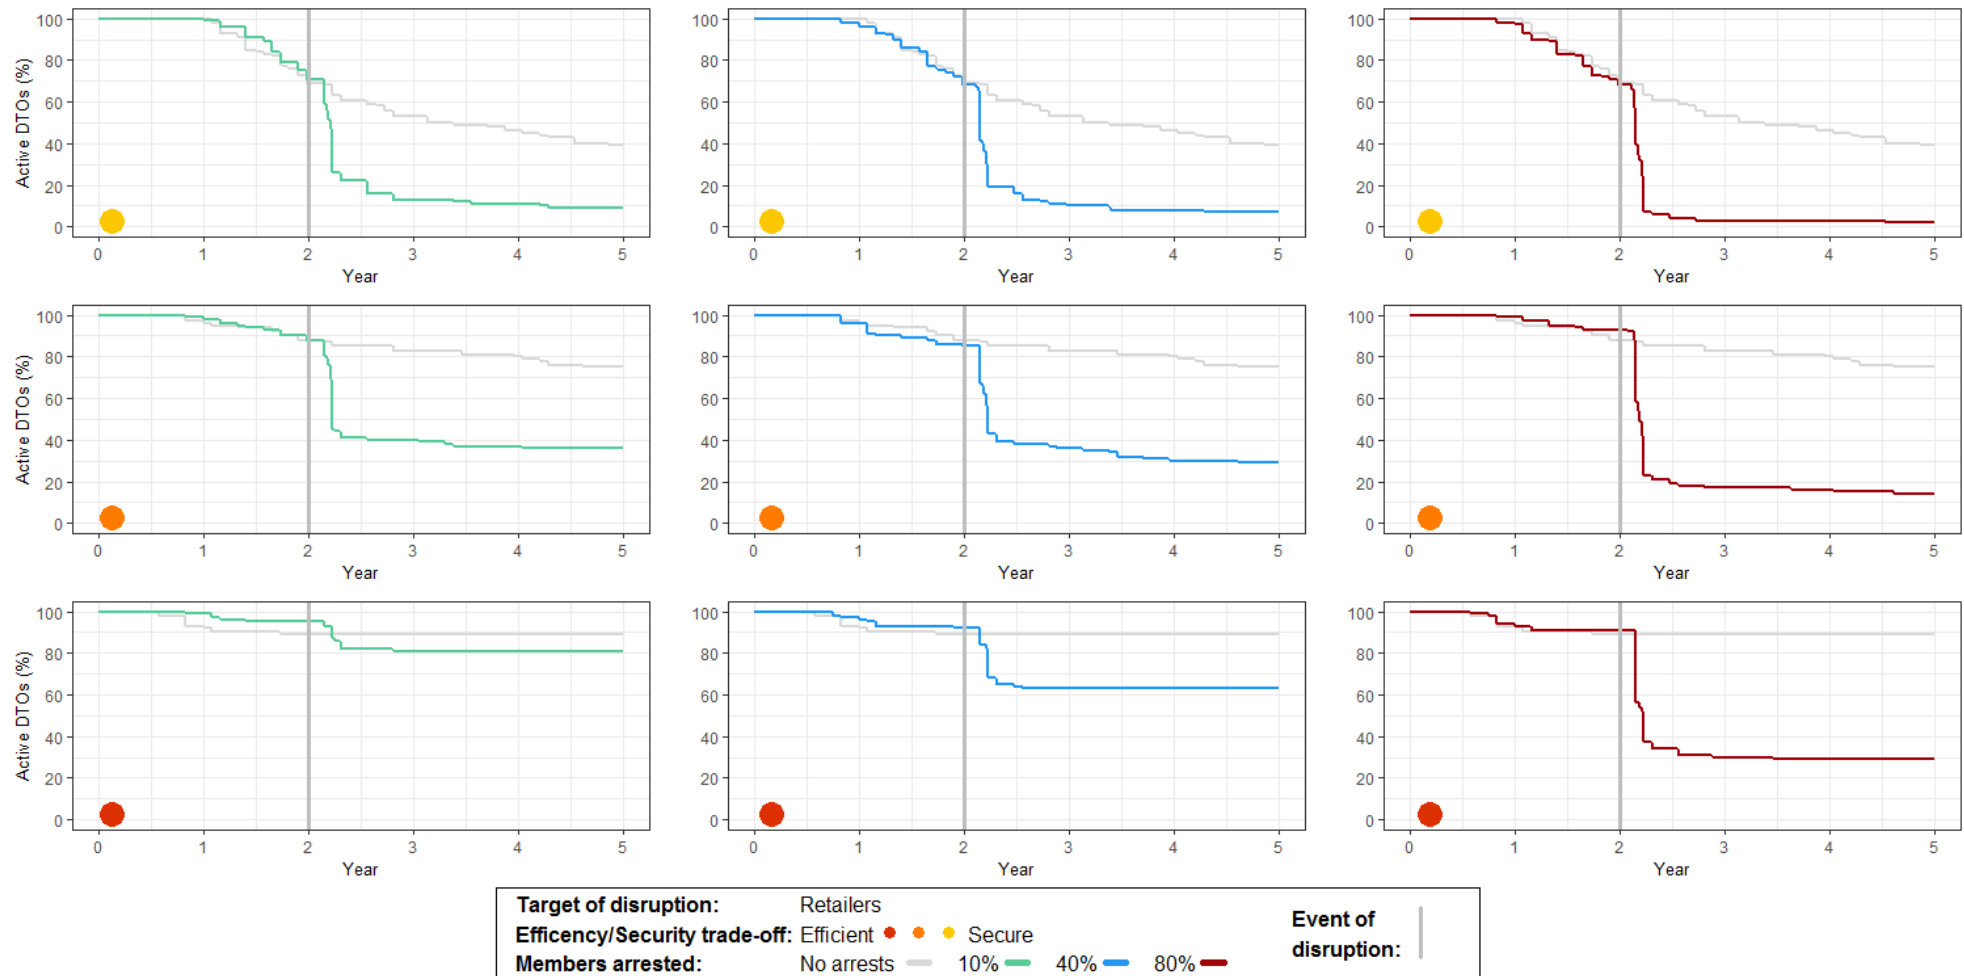 Active DTOs (%)
100
80
60
40
20
0
0 1 2 3 4 5
Year
100
80
60
40
20
0
0 1 2 3 4 5
Year
100
80
60
40
20
0
0 1 2 3 4 5
Year
Active DTOs (%)
100
80
60
40
20
0
0 1 2 3 4 5
Year
100
80
60
40
20
0
0 1 2 3 4 5
Year
100
80
60
40
20
0
0 1 2 3 4 5
Year
Active DTOs (%)
100
80
60
40
20
0
0 1 2 3 4 5
Year
100
80
60
40
20
0
0 1 2 3 4 5
Year
100
80
60
40
20
0
0 1 2 3 4 5
Year
Target of disruption: Retailers
Efficency/Security trade-off: Efficient Secure
Members arrested: No arrests 10% 40% 80%
Event of
disruption: